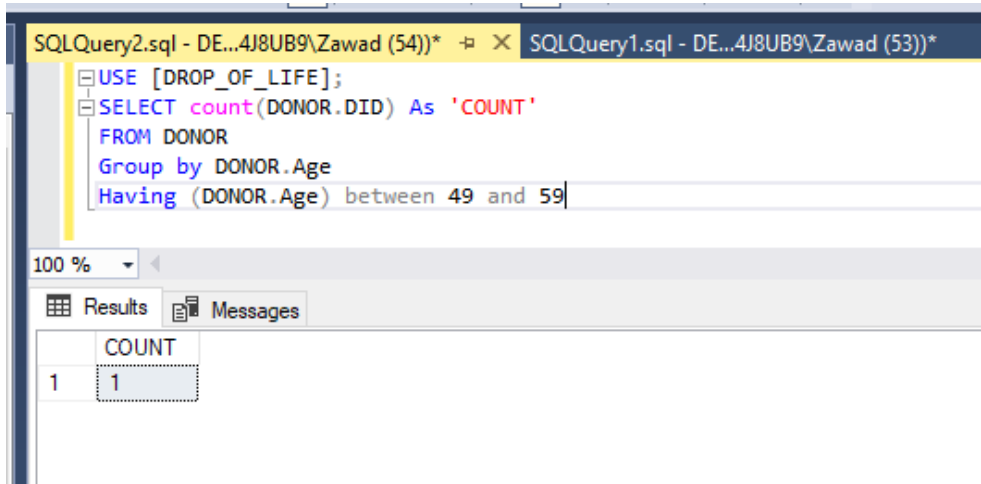 SQLQuery2.sql - DE...4J8UB9\Zawad (54))* SQLQuery1.sql - DE...4J8UB9\Zawad (53))*
USE [DROP_OF_LIFE];
SELECT count(DONOR.DID) As 'COUNT'
FROM DONOR
Group by DONOR.Age
Having (DONOR.Age) between 49 and 59
100 %
Results Messages
COUNT
1 1